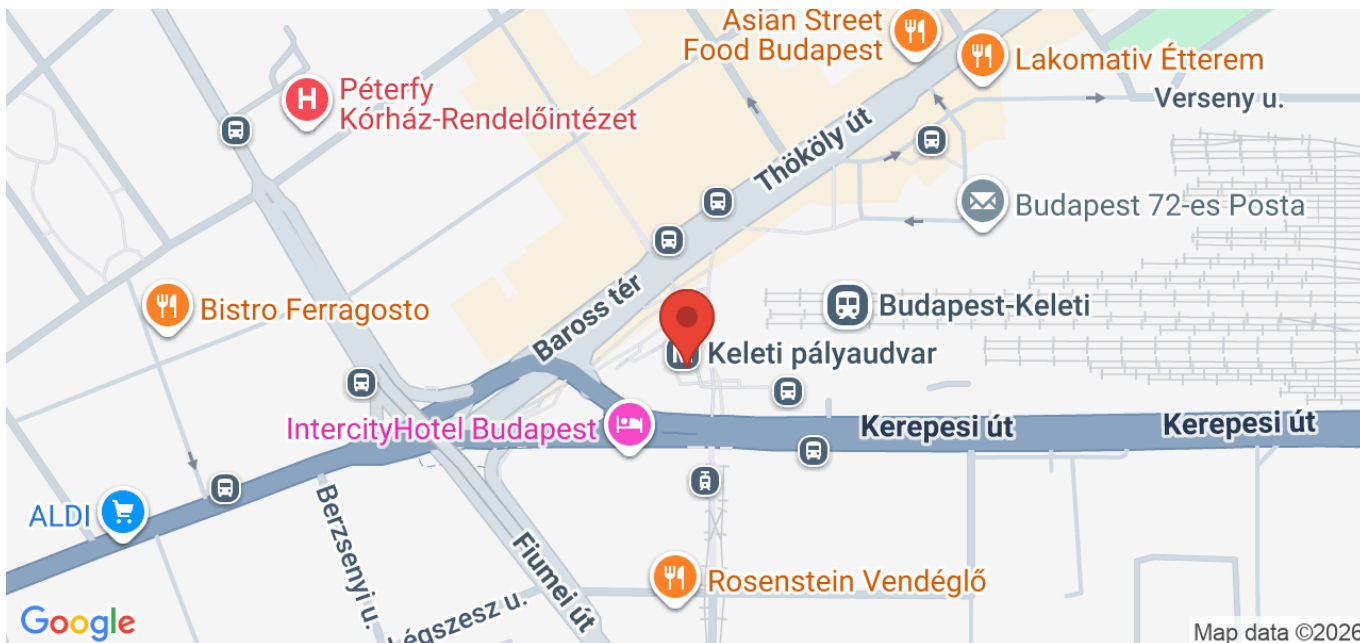 Asian Street
Food Budapest
Lakomativ Étterem
Péterfy
Kórház-Rendelőintézet
H
Verseny u.
Thököly út
Budapest 72-es Posta
Bistro Ferragosto
Baross tér
Budapest-Keleti
Keleti pályaudvar
IntercityHotel Budapest
Kerepesi út
Kerepesi út
ALDI
Berzsenyi u.
Fiumei út
Rosenstein Vendéglő
Légszesz u.
Google
Map data ©2026